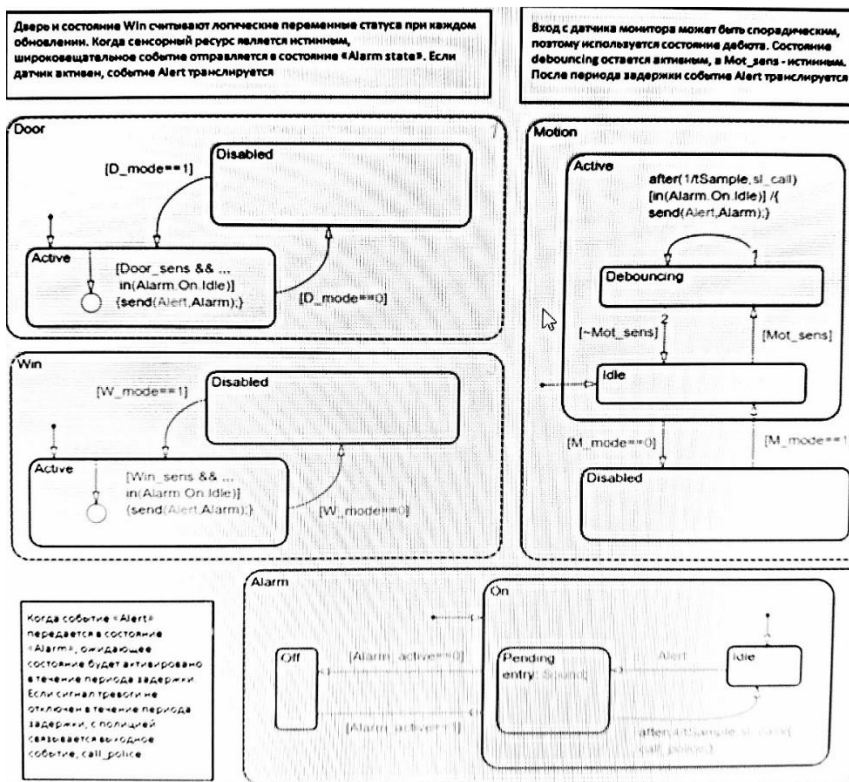 Дверь и состояние Win считывают логические переменные статуса при каждом
обновлении. Когда сенсорный ресурс является истинным,
широковещательное событие отправляется в состояние «Alarm state». Если
датчик активен, событие Alert транслируется
Вход с датчика монитора может быть спорадическим,
поэтому используется состояние дебюта. Состояние
debouncing остается активным, а Mot_sens - истинным.
После периода задержки событие Alert транслируется
Door
Disabled
[D_mode==1]
Active
[Door_sens && ...
in(Alarm.On.Idle)]
{send(Alert,Alarm);}
[D_mode==0]
Win
Disabled
[W_mode==1]
Active
[Win_sens && ...
in(Alarm.On.Idle)]
{send(Alert,Alarm);}
[W_mode==0]
Motion
Active
after(1/tSample,sl_call)
[in(Alarm.On.Idle)] /{
send(Alert,Alarm);}
1
Debouncing
2
[~Mot_sens]
[Mot_sens]
Idle
[M_mode==0]
[M_mode==1
Disabled
Когда событие «Alert»
передается в состояние
«Alarm», ожидающее
состояние будет активировано
в течение периода задержки.
Если сигнал тревоги не
отключен в течение периода
задержки, с полицией
связывается выходное
событие, call_police
Alarm
On
Off
[Alarm_active==0]
[Alarm_active==1]
Pending
entry: Sound;
Alert
Idle
call_police;}